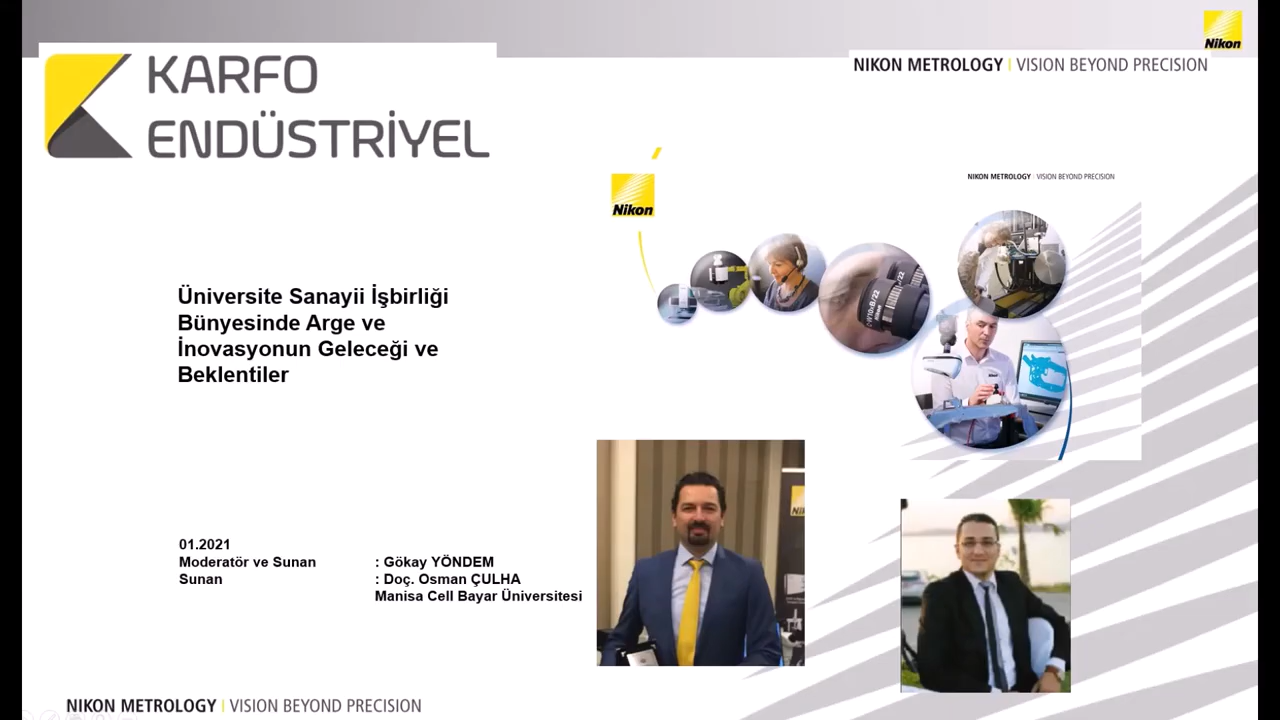 Nikon
NIKON METROLOGY | VISION BEYOND PRECISION
KARFO
ENDÜSTRİYEL
NIKON METROLOGY | VISION BEYOND PRECISION
Nikon
Üniversite Sanayii İşbirliği
Bünyesinde Arge ve
İnovasyonun Geleceği ve
Beklentiler
01.2021
Moderatör ve Sunan : Gökay YÖNDEM
Sunan : Doç. Osman ÇULHA
Manisa Cell Bayar Üniversitesi
NIKON METROLOGY | VISION BEYOND PRECISION